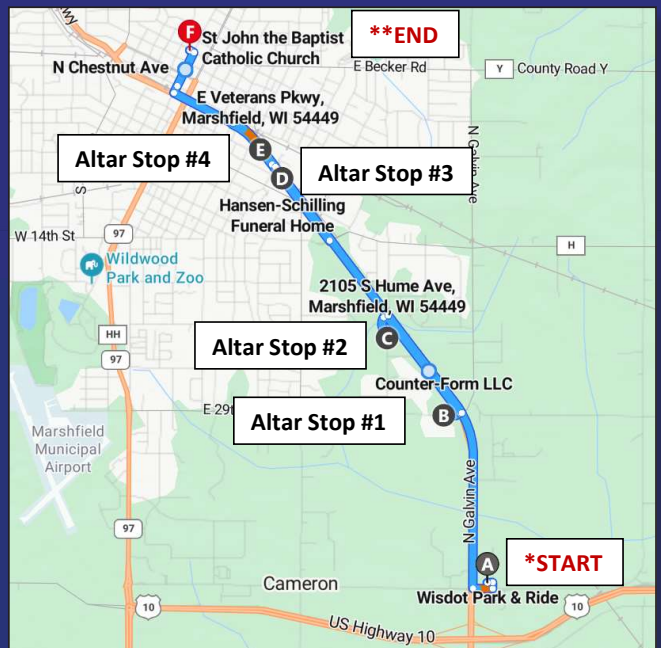 F
St John the Baptist
Catholic Church
**END
N Chestnut Ave
E Becker Rd
Y
County Road Y
E Veterans Pkwy,
Marshfield, WI 54449
N Galvin Ave
Altar Stop #4
E
D
Altar Stop #3
Hansen-Schilling
Funeral Home
S
W 14th St
97
H
Wildwood
Park and Zoo
2105 S Hume Ave,
Marshfield, WI 54449
HH
97
Altar Stop #2
C
Counter-Form LLC
E 29t
Altar Stop #1
B
Marshfield
Municipal
Airport
N Galvin Ave
97
*START
A
Cameron
Wisdot Park & Ride
10
10
US Highway 10